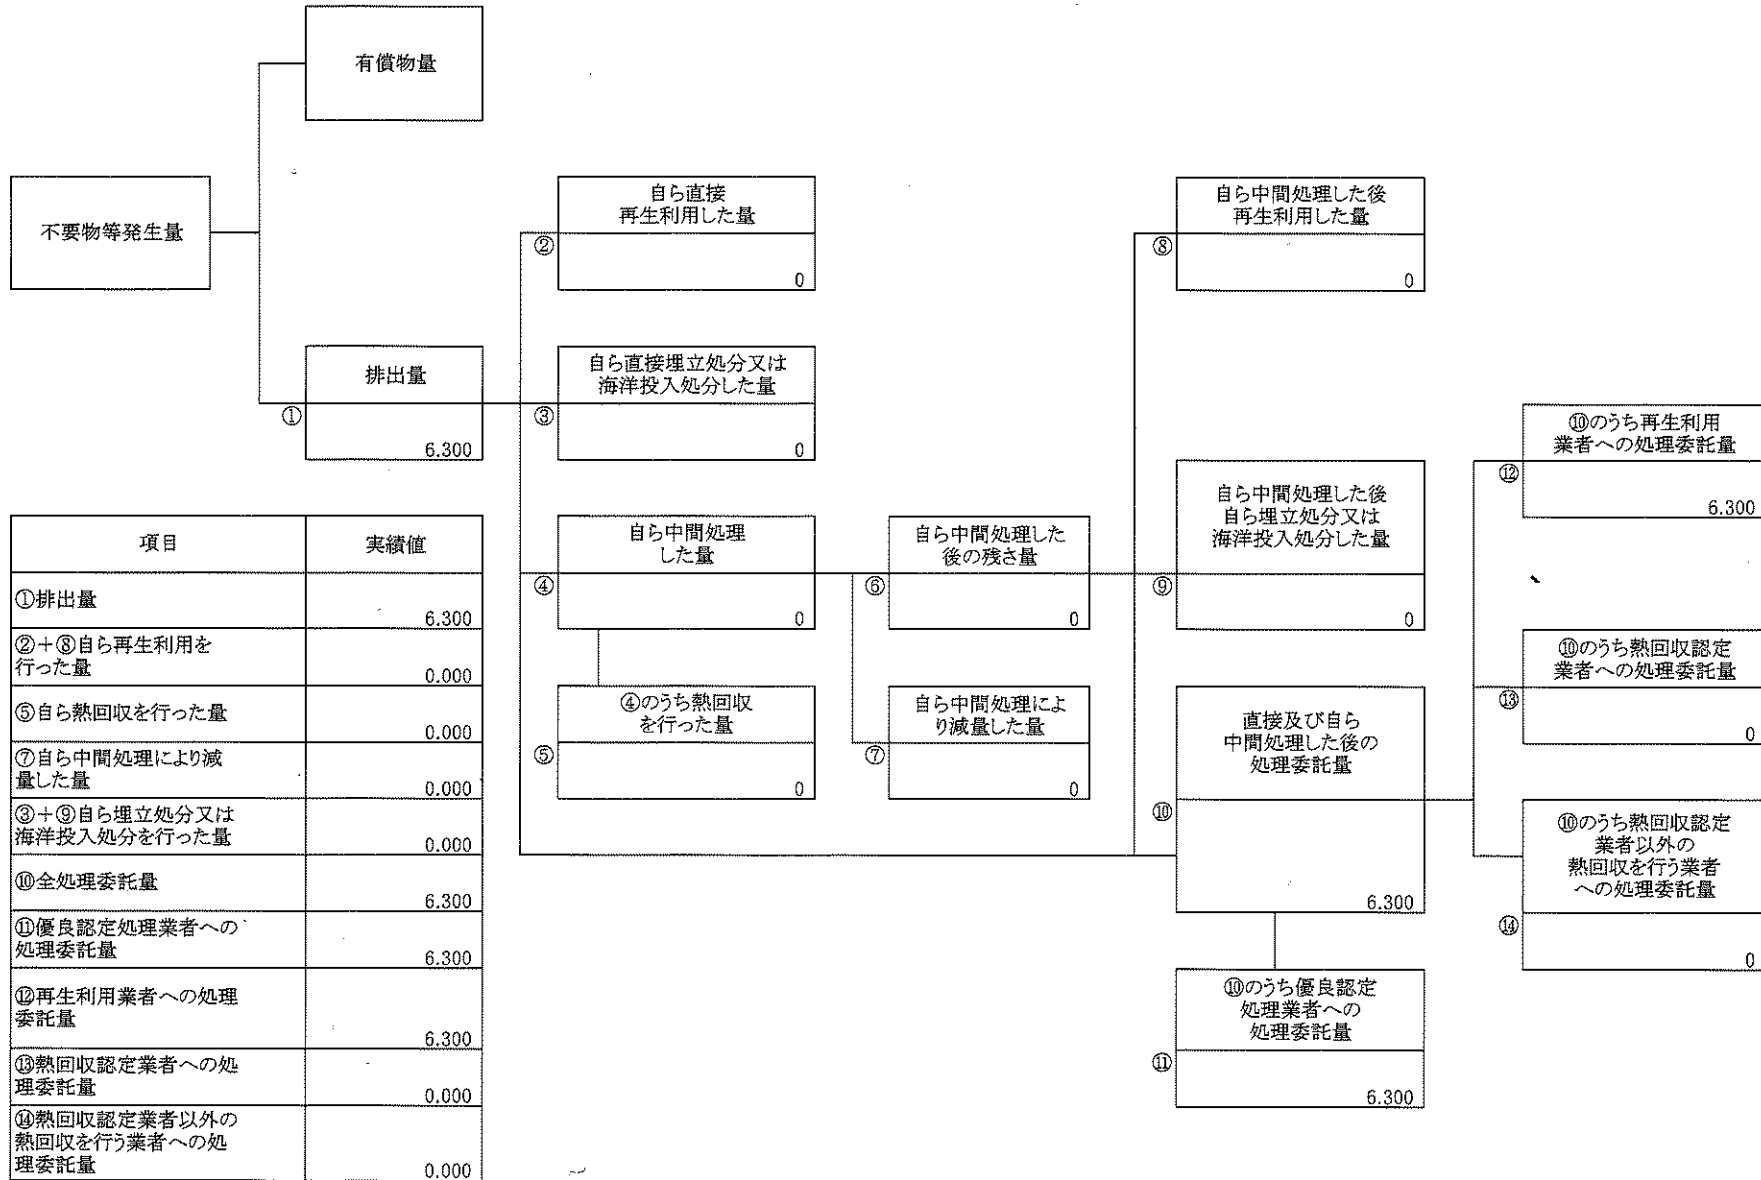 有償物量
不要物等発生量
自ら直接
再生利用した量
②
0
自ら中間処理した後
再生利用した量
⑧
0
排出量
①
6.300
自ら直接埋立処分又は
海洋投入処分した量
③
0
自ら中間処理
した量
④
0
自ら中間処理した
後の残さ量
⑥
0
自ら中間処理した後
自ら埋立処分又は
海洋投入処分した量
⑨
0
⑩のうち再生利用
業者への処理委託量
⑫
6.300
④のうち熱回収
を行った量
⑤
0
自ら中間処理によ
り減量した量
⑦
0
直接及び自ら
中間処理した後の
処理委託量
⑩
6.300
⑩のうち熱回収認定
業者への処理委託量
⑬
0
⑩のうち熱回収認定
業者以外の
熱回収を行う業者
への処理委託量
⑭
0
⑩のうち優良認定
処理業者への
処理委託量
⑪
6.300
項目 実績値
①排出量
6.300
②+⑧自ら再生利用を
行った量
0.000
⑤自ら熱回収を行った量
0.000
⑦自ら中間処理により減
量した量
0.000
③+⑨自ら埋立処分又は
海洋投入処分を行った量
0.000
⑩全処理委託量
6.300
⑪優良認定処理業者への
処理委託量
6.300
⑫再生利用業者への処理
委託量
6.300
⑬熱回収認定業者への処
理委託量
0.000
⑭熱回収認定業者以外の
熱回収を行う業者への処
理委託量
0.000